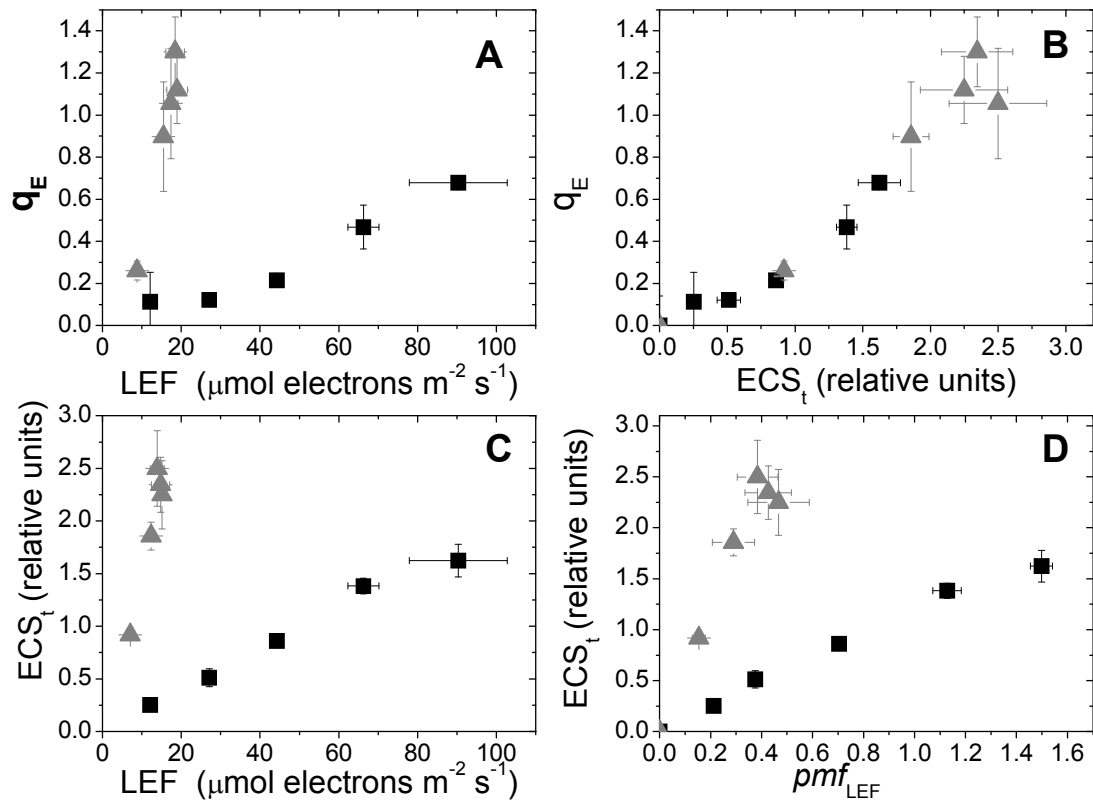 A
q_E
1.4
1.2
1.0
0.8
0.6
0.4
0.2
0.0
0 20 40 60 80 100
LEF (μmol electrons m⁻² s⁻¹)
B
q_E
1.4
1.2
1.0
0.8
0.6
0.4
0.2
0.0
0.0 0.5 1.0 1.5 2.0 2.5 3.0
ECS_t (relative units)
C
ECS_t (relative units)
3.0
2.5
2.0
1.5
1.0
0.5
0.0
0 20 40 60 80 100
LEF (μmol electrons m⁻² s⁻¹)
D
ECS_t (relative units)
3.0
2.5
2.0
1.5
1.0
0.5
0.0
0.0 0.2 0.4 0.6 0.8 1.0 1.2 1.4 1.6
pmf_LEF